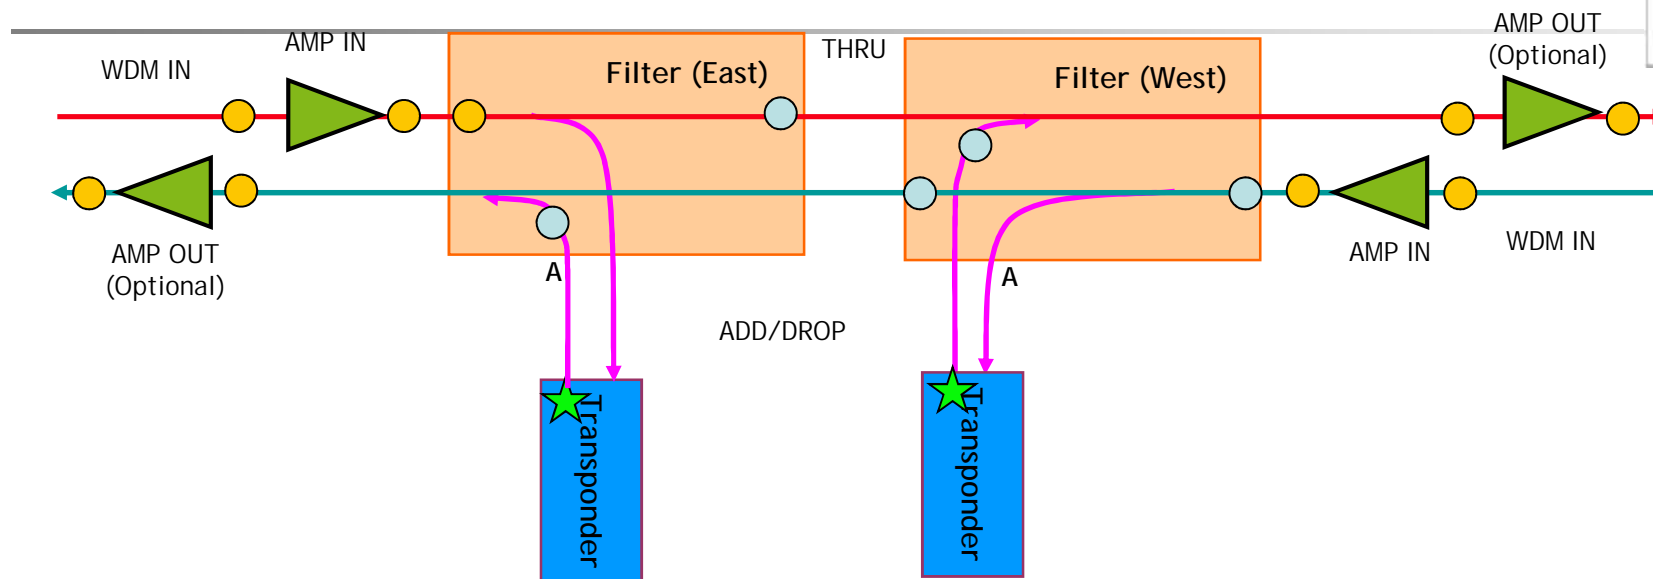 AMP OUT
(Optional)
AMP IN
THRU
WDM IN
Filter (East)
Filter (West)
AMP OUT
(Optional)
AMP IN
WDM IN
A
A
ADD/DROP
Transponder
Transponder